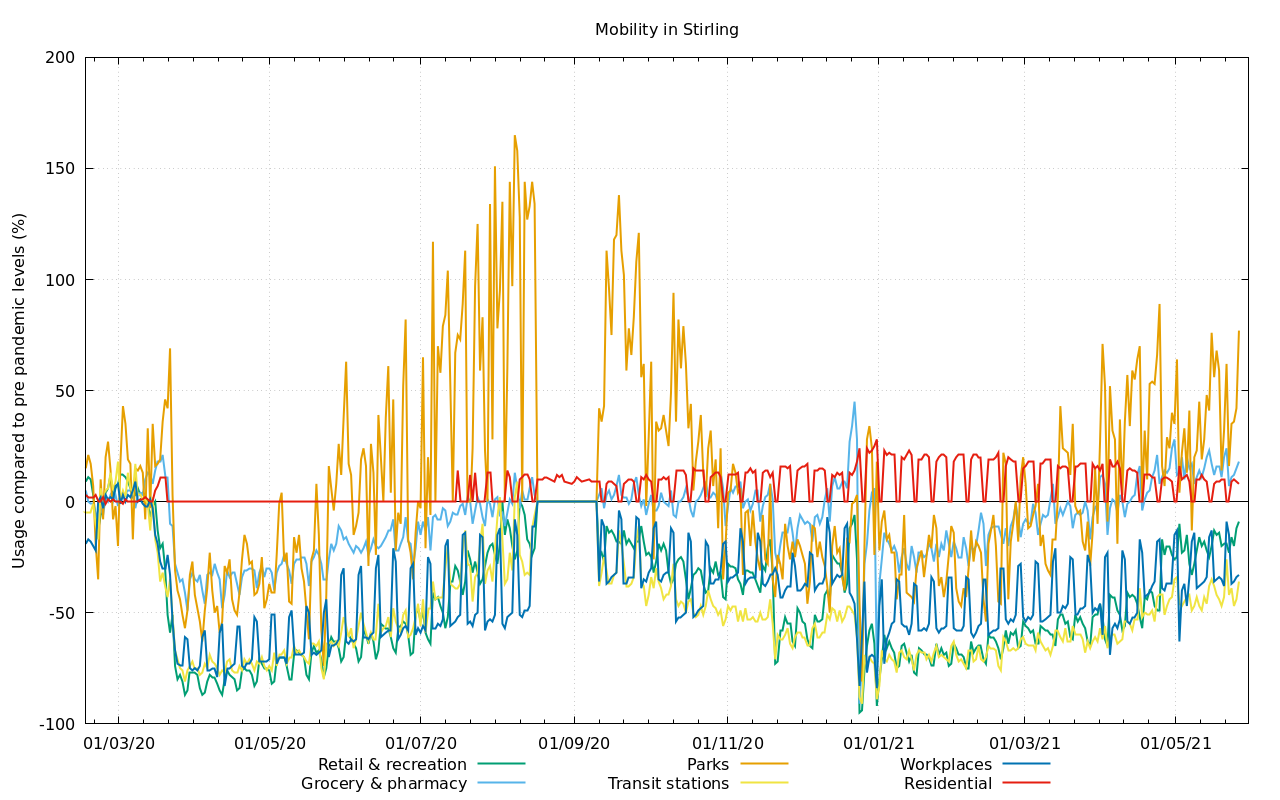 Mobility in Stirling
Usage compared to pre pandemic levels (%)
200
150
100
50
0
-50
-100
01/03/20 01/05/20 01/07/20 01/09/20 01/11/20 01/01/21 01/03/21 01/05/21
Retail & recreation Parks Workplaces
Grocery & pharmacy Transit stations Residential